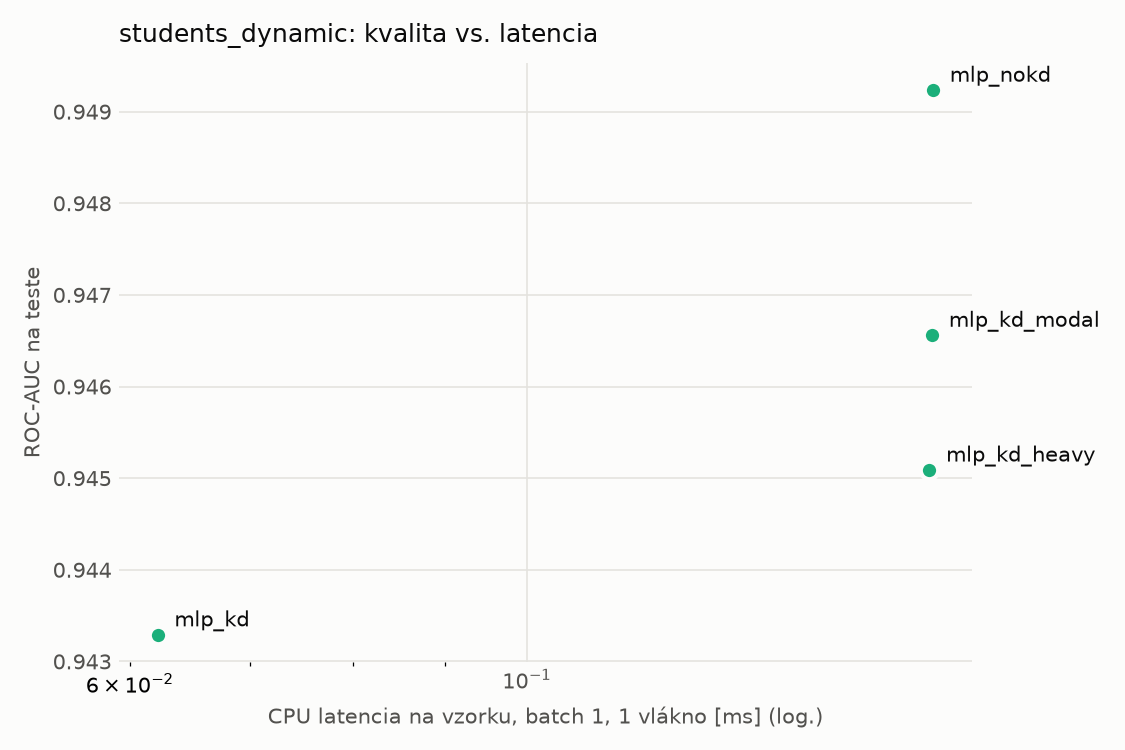 students_dynamic: kvalita vs. latencia
mlp_nokd
0.949
0.948
0.947
mlp_kd_modal
0.946
mlp_kd_heavy
0.945
0.944
mlp_kd
0.943
ROC-AUC na teste
6 × 10⁻²
10⁻¹
CPU latencia na vzorku, batch 1, 1 vlákno [ms] (log.)